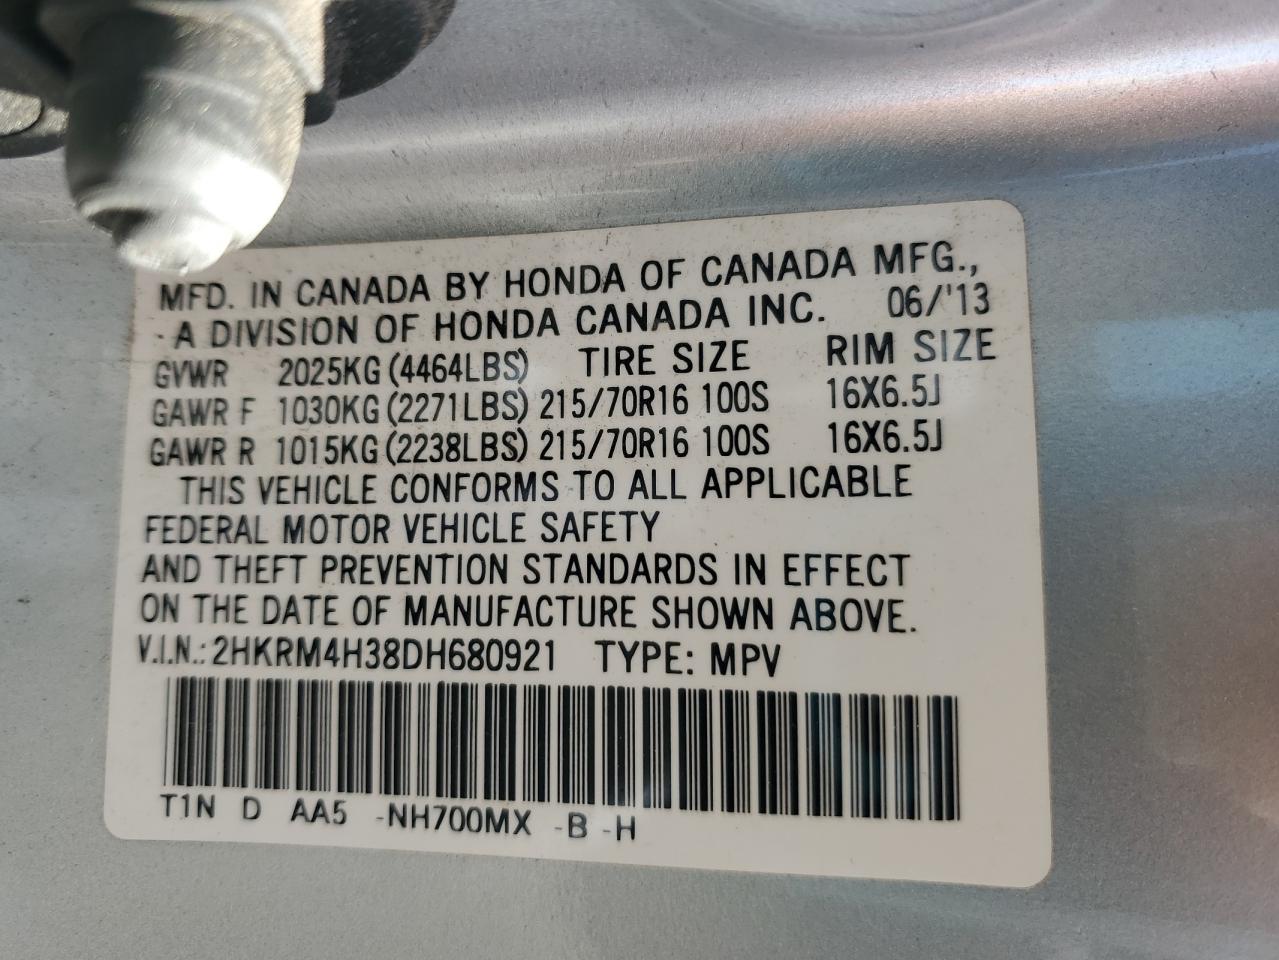 MFD. IN CANADA BY HONDA OF CANADA MFG.,
- A DIVISION OF HONDA CANADA INC. 06/'13
GVWR 2025KG (4464LBS) TIRE SIZE RIM SIZE
GAWR F 1030KG (2271LBS) 215/70R16 100S 16X6.5J
GAWR R 1015KG (2238LBS) 215/70R16 100S 16X6.5J
THIS VEHICLE CONFORMS TO ALL APPLICABLE
FEDERAL MOTOR VEHICLE SAFETY
AND THEFT PREVENTION STANDARDS IN EFFECT
ON THE DATE OF MANUFACTURE SHOWN ABOVE.
V.I.N.: 2HKRM4H38DH680921 TYPE: MPV
T1N D AA5 -NH700MX -B -H